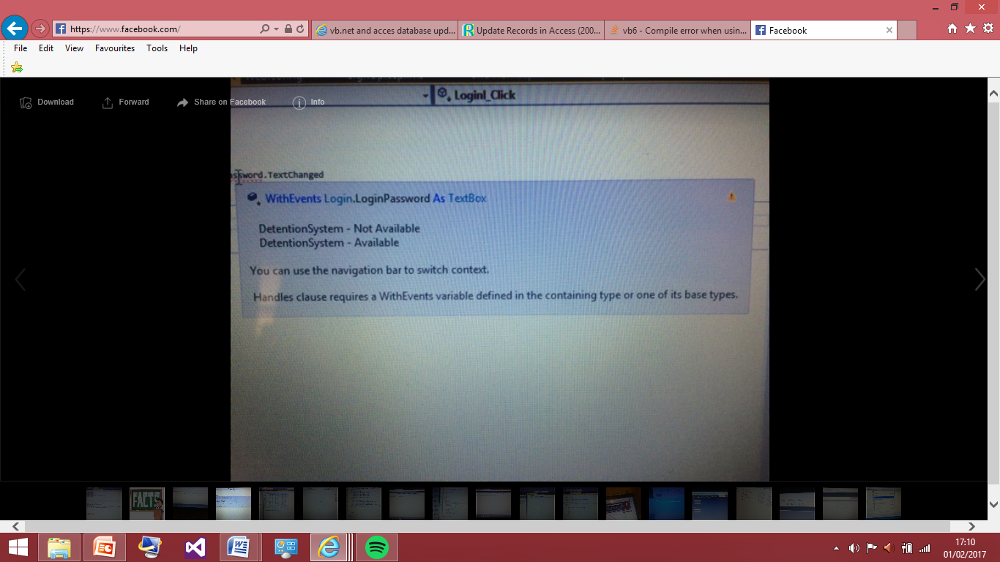 https://www.facebook.com/
vb.net and acces database upd...
Update Records in Access (200...
vb6 - Compile error when usin...
Facebook
File Edit View Favourites Tools Help
Download Forward Share on Facebook Info
LoginI_Click
ssword.TextChanged
WithEvents Login.LoginPassword As TextBox
DetentionSystem - Not Available
DetentionSystem - Available
You can use the navigation bar to switch context.
Handles clause requires a WithEvents variable defined in the containing type or one of its base types.
FACTS
17:10
01/02/2017